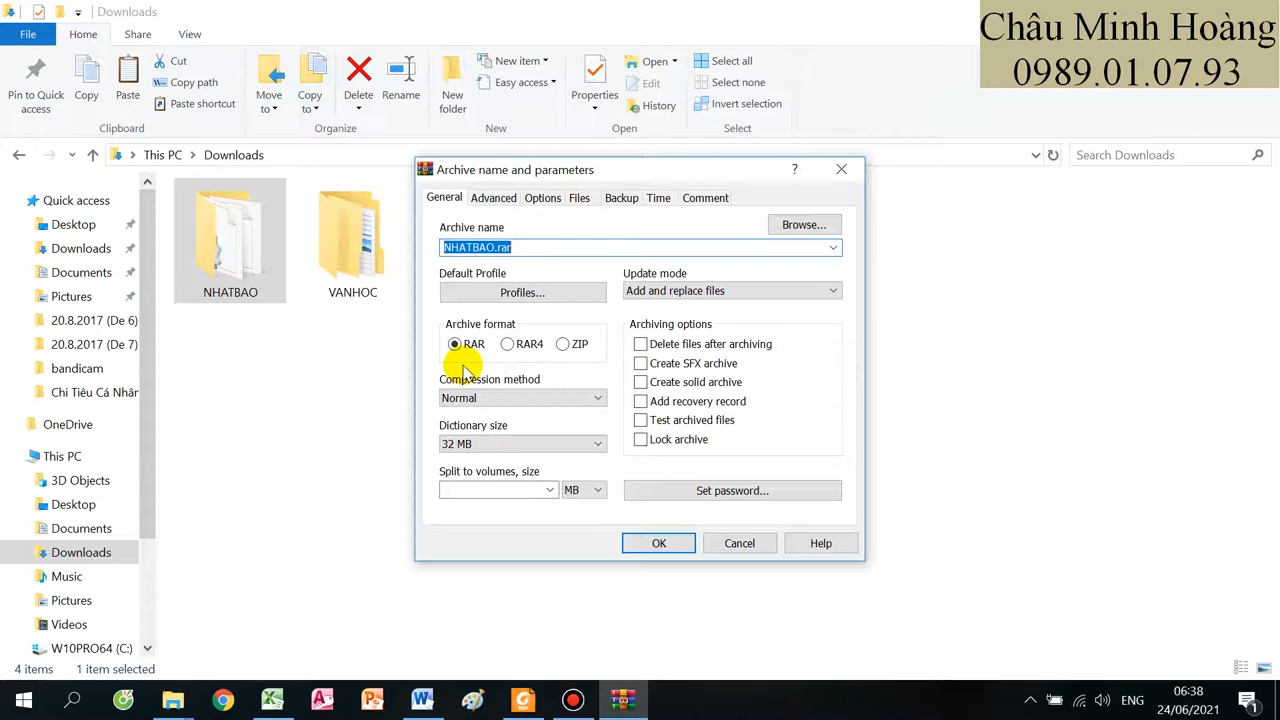 Downloads
Châu Minh Hoàng
0989.01.07.93
File
Home
Share
View
Pin to Quick access
Copy
Paste
Cut
Copy path
Paste shortcut
Clipboard
Move to
Copy to
Delete
Rename
Organize
New folder
New item
Easy access
New
Properties
Open
Edit
History
Open
Select all
Select none
Invert selection
Select
This PC
Downloads
Search Downloads
Quick access
Desktop
Downloads
Documents
Pictures
20.8.2017 (De 6)
20.8.2017 (De 7)
bandicam
Chi Tiêu Cá Nhân
OneDrive
This PC
3D Objects
Desktop
Documents
Downloads
Music
Pictures
Videos
W10PRO64 (C:)
NHATBAO
VANHOC
Archive name and parameters
?
General
Advanced
Options
Files
Backup
Time
Comment
Archive name
Browse...
NHATBAO.rar
Default Profile
Profiles...
Update mode
Add and replace files
Archive format
RAR
RAR4
ZIP
Compression method
Normal
Dictionary size
32 MB
Split to volumes, size
MB
Archiving options
Delete files after archiving
Create SFX archive
Create solid archive
Add recovery record
Test archived files
Lock archive
Set password...
OK
Cancel
Help
4 items
1 item selected
ENG
06:38
24/06/2021
1